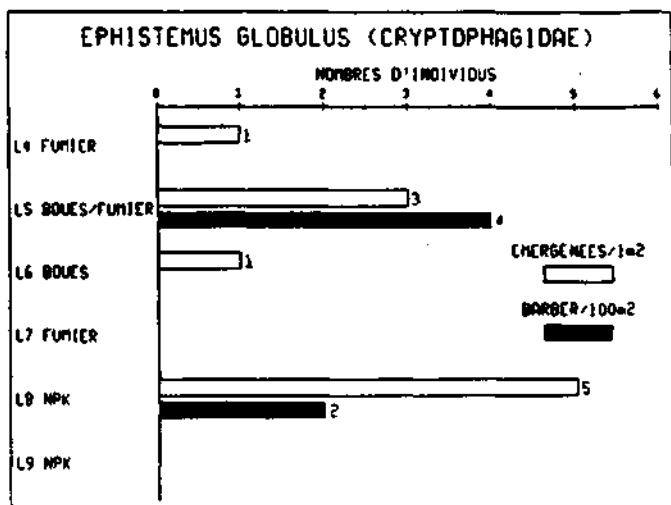 EPHISTEMUS GLOBULUS (CRYPTOPHAGIDAE)
NOMBRES D'INDIVIDUS
0 1 2 3 4 5 6
L4 FUMIER 1
L5 BOUES/FUMIER 3
4
L6 BOUES 1
EMERGENEES/1m2
BARBER/100m2
L7 FUMIER
L8 NPK 5
2
L9 NPK